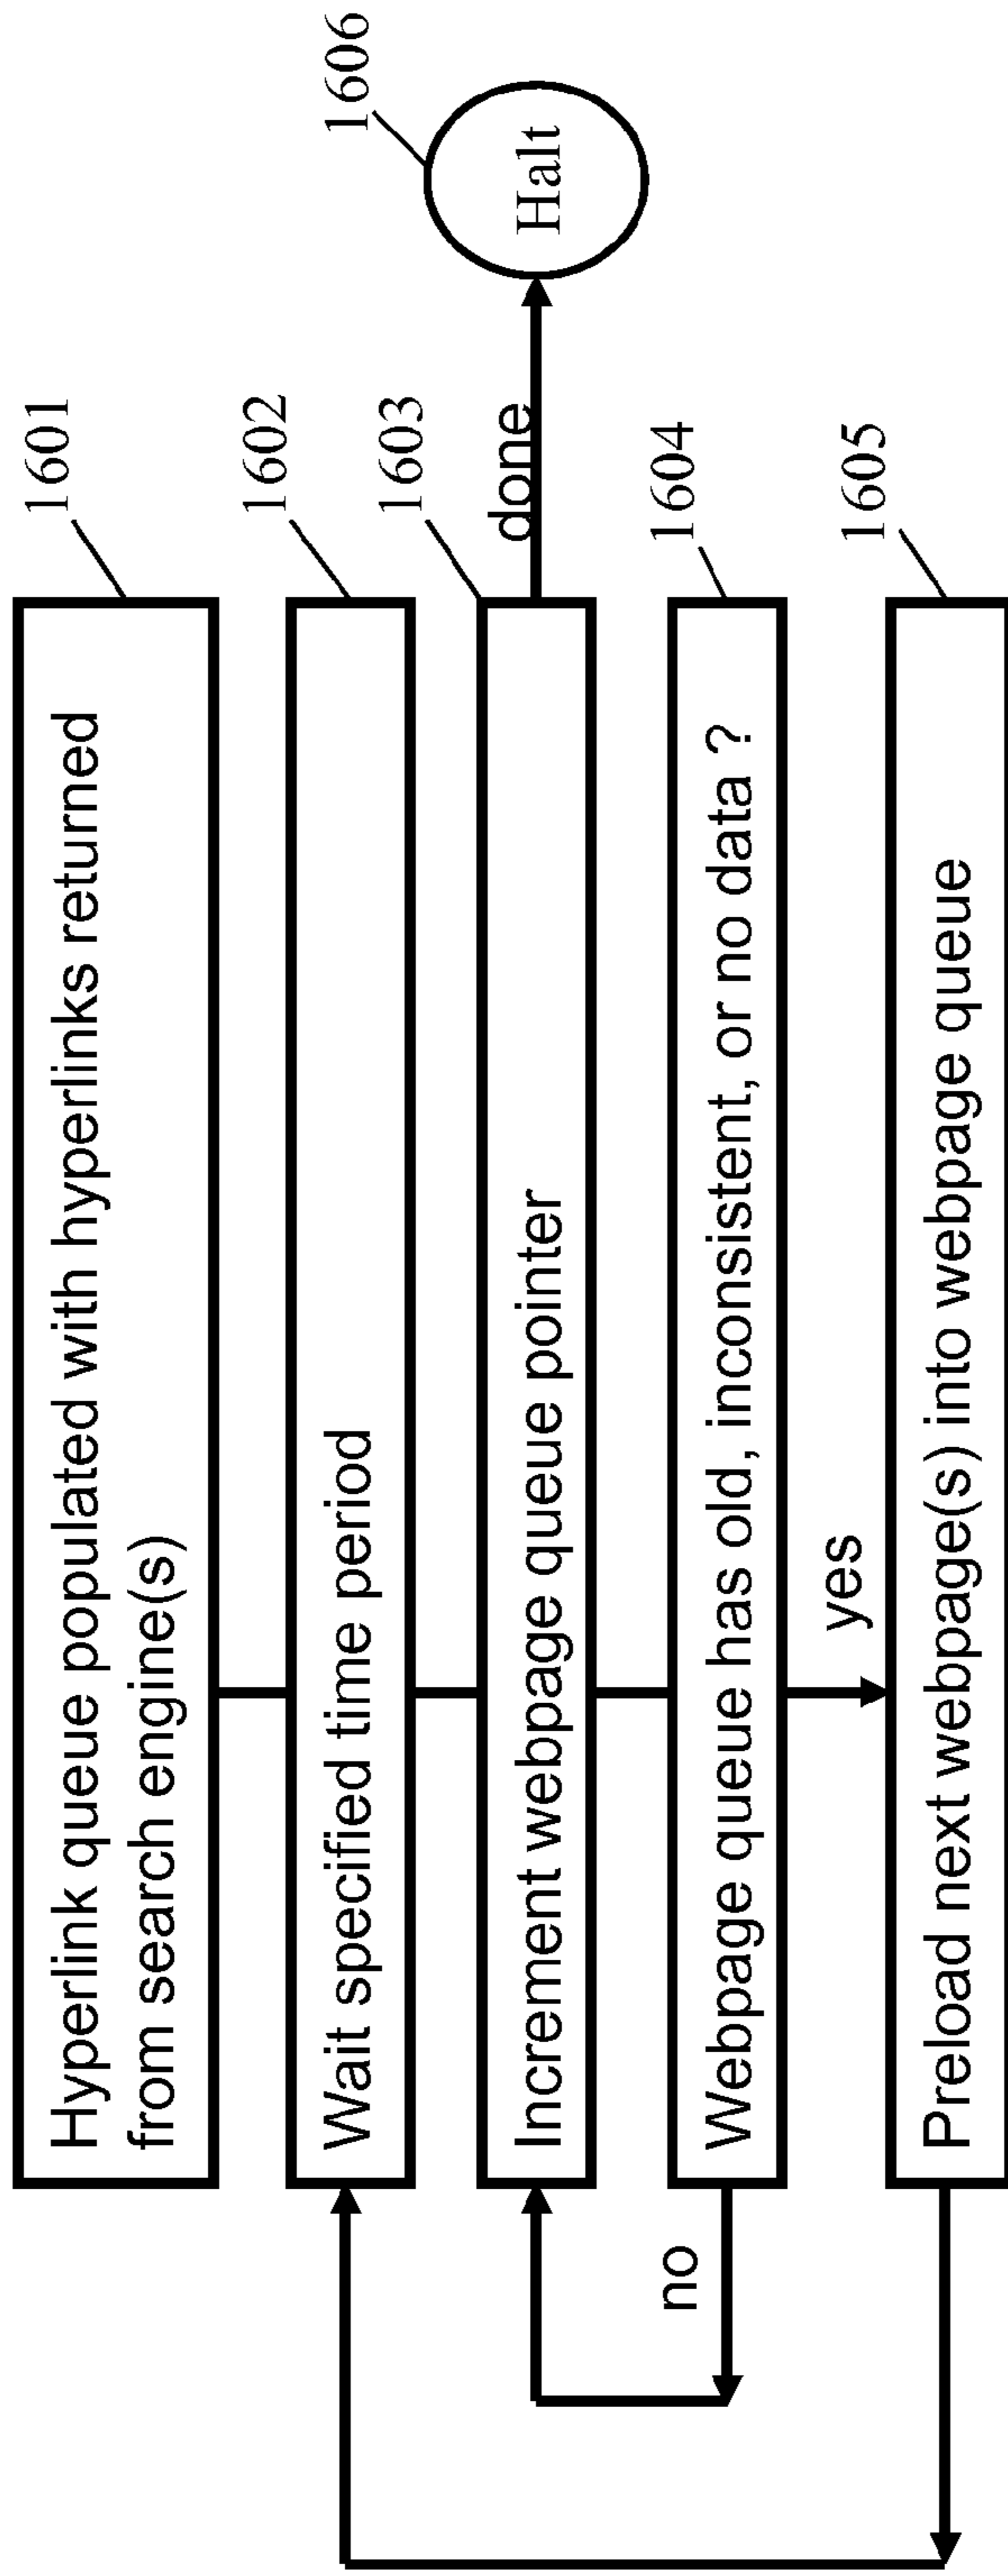 Hyperlink queue populated with hyperlinks returned
from search engine(s)
1601
Wait specified time period
1602
Increment webpage queue pointer
1603
done
Halt
1606
Webpage queue has old, inconsistent, or no data ?
1604
no
yes
Preload next webpage(s) into webpage queue
1605